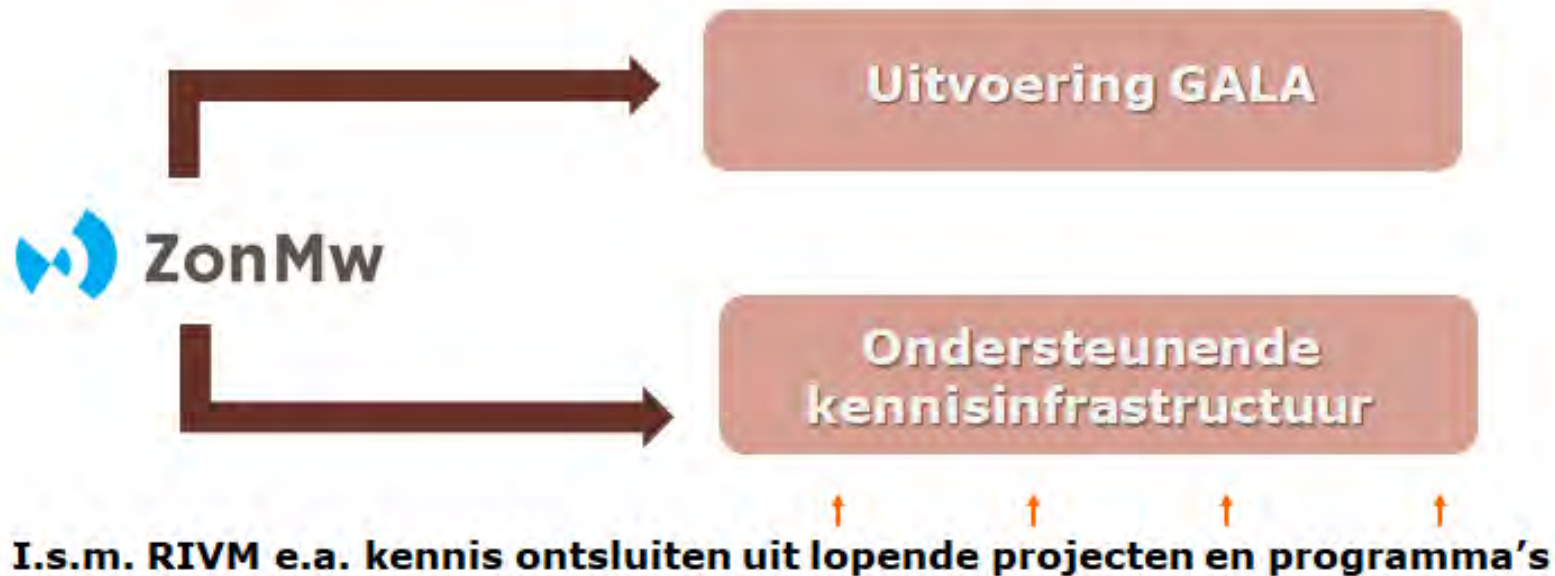 Uitvoering GALA
ZonMw
Ondersteunende
kennisinfrastructuur
I.s.m. RIVM e.a. kennis ontsluiten uit lopende projecten en programma's